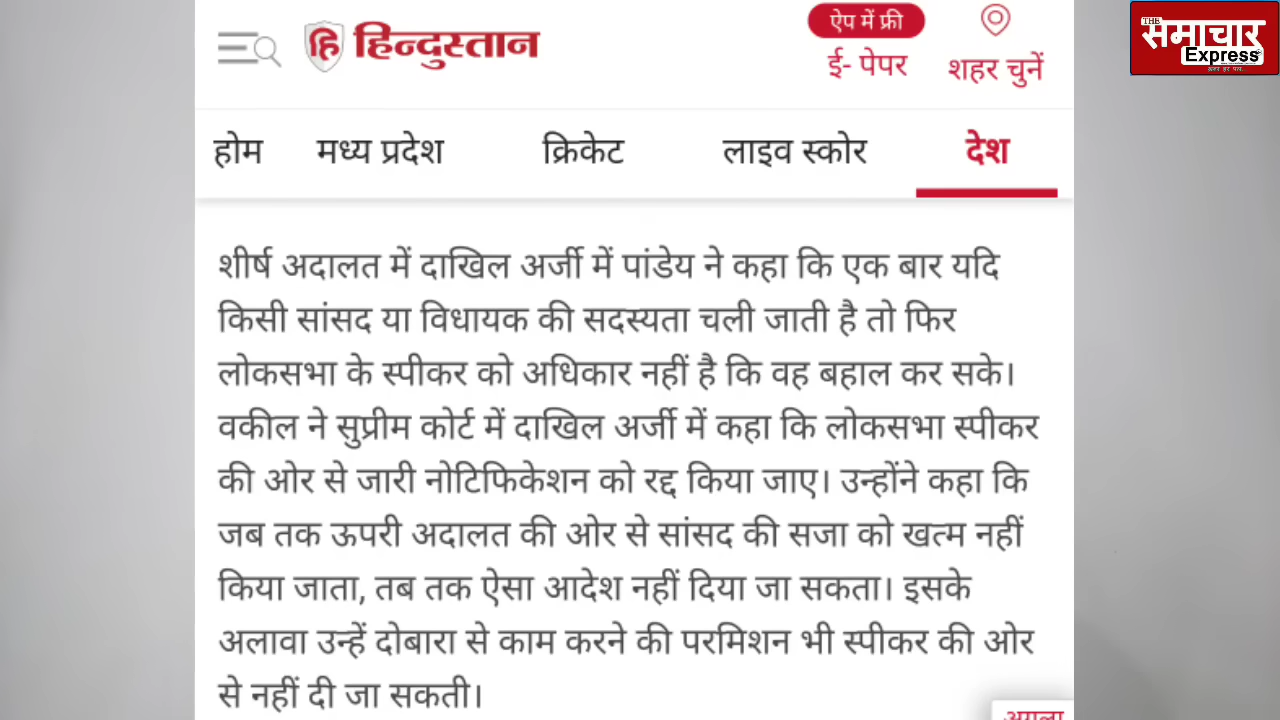 हिन्दुस्तान
ऐप में फ्री
ई- पेपर
शहर चुनें
THE
समाचार
Express
होम मध्य प्रदेश क्रिकेट लाइव स्कोर देश
शीर्ष अदालत में दाखिल अर्जी में पांडेय ने कहा कि एक बार यदि
किसी सांसद या विधायक की सदस्यता चली जाती है तो फिर
लोकसभा के स्पीकर को अधिकार नहीं है कि वह बहाल कर सके।
वकील ने सुप्रीम कोर्ट में दाखिल अर्जी में कहा कि लोकसभा स्पीकर
की ओर से जारी नोटिफिकेशन को रद्द किया जाए। उन्होंने कहा कि
जब तक ऊपरी अदालत की ओर से सांसद की सजा को खत्म नहीं
किया जाता, तब तक ऐसा आदेश नहीं दिया जा सकता। इसके
अलावा उन्हें दोबारा से काम करने की परमिशन भी स्पीकर की ओर
से नहीं दी जा सकती।